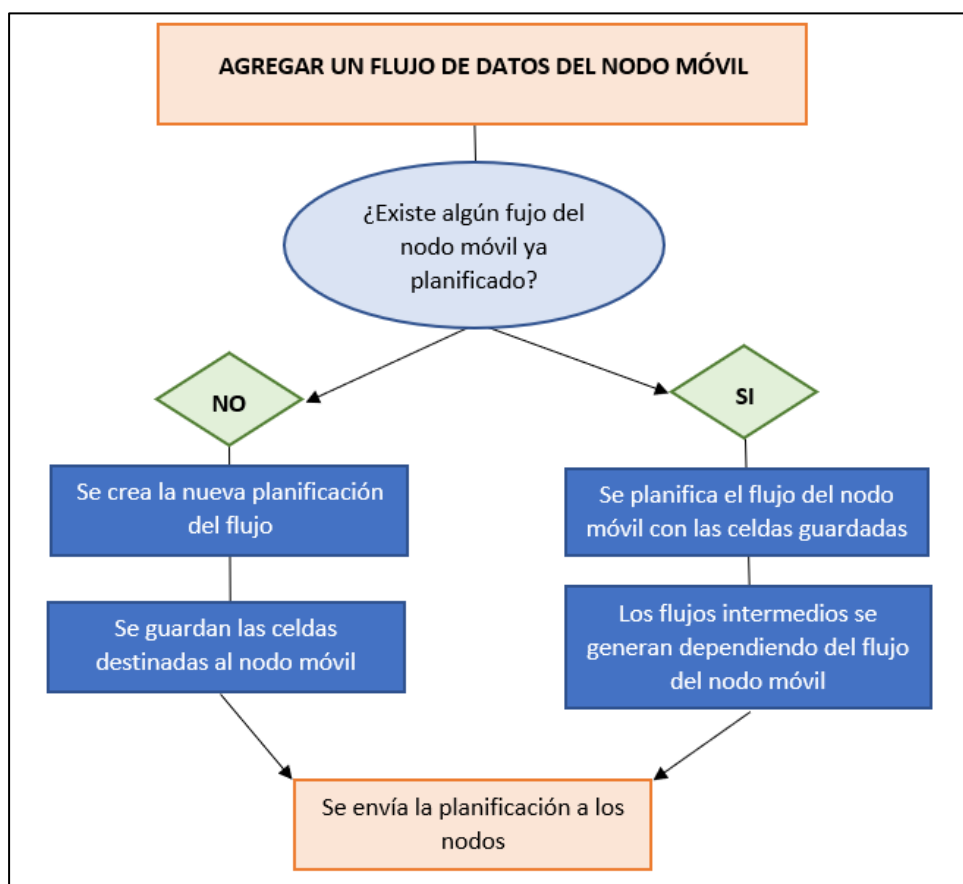 AGREGAR UN FLUJO DE DATOS DEL NODO MÓVIL
¿Existe algún fujo del
nodo móvil ya
planificado?
NO
SI
Se crea la nueva planificación
del flujo
Se planifica el flujo del nodo
móvil con las celdas guardadas
Se guardan las celdas
destinadas al nodo móvil
Los flujos intermedios se
generan dependiendo del flujo
del nodo móvil
Se envía la planificación a los
nodos